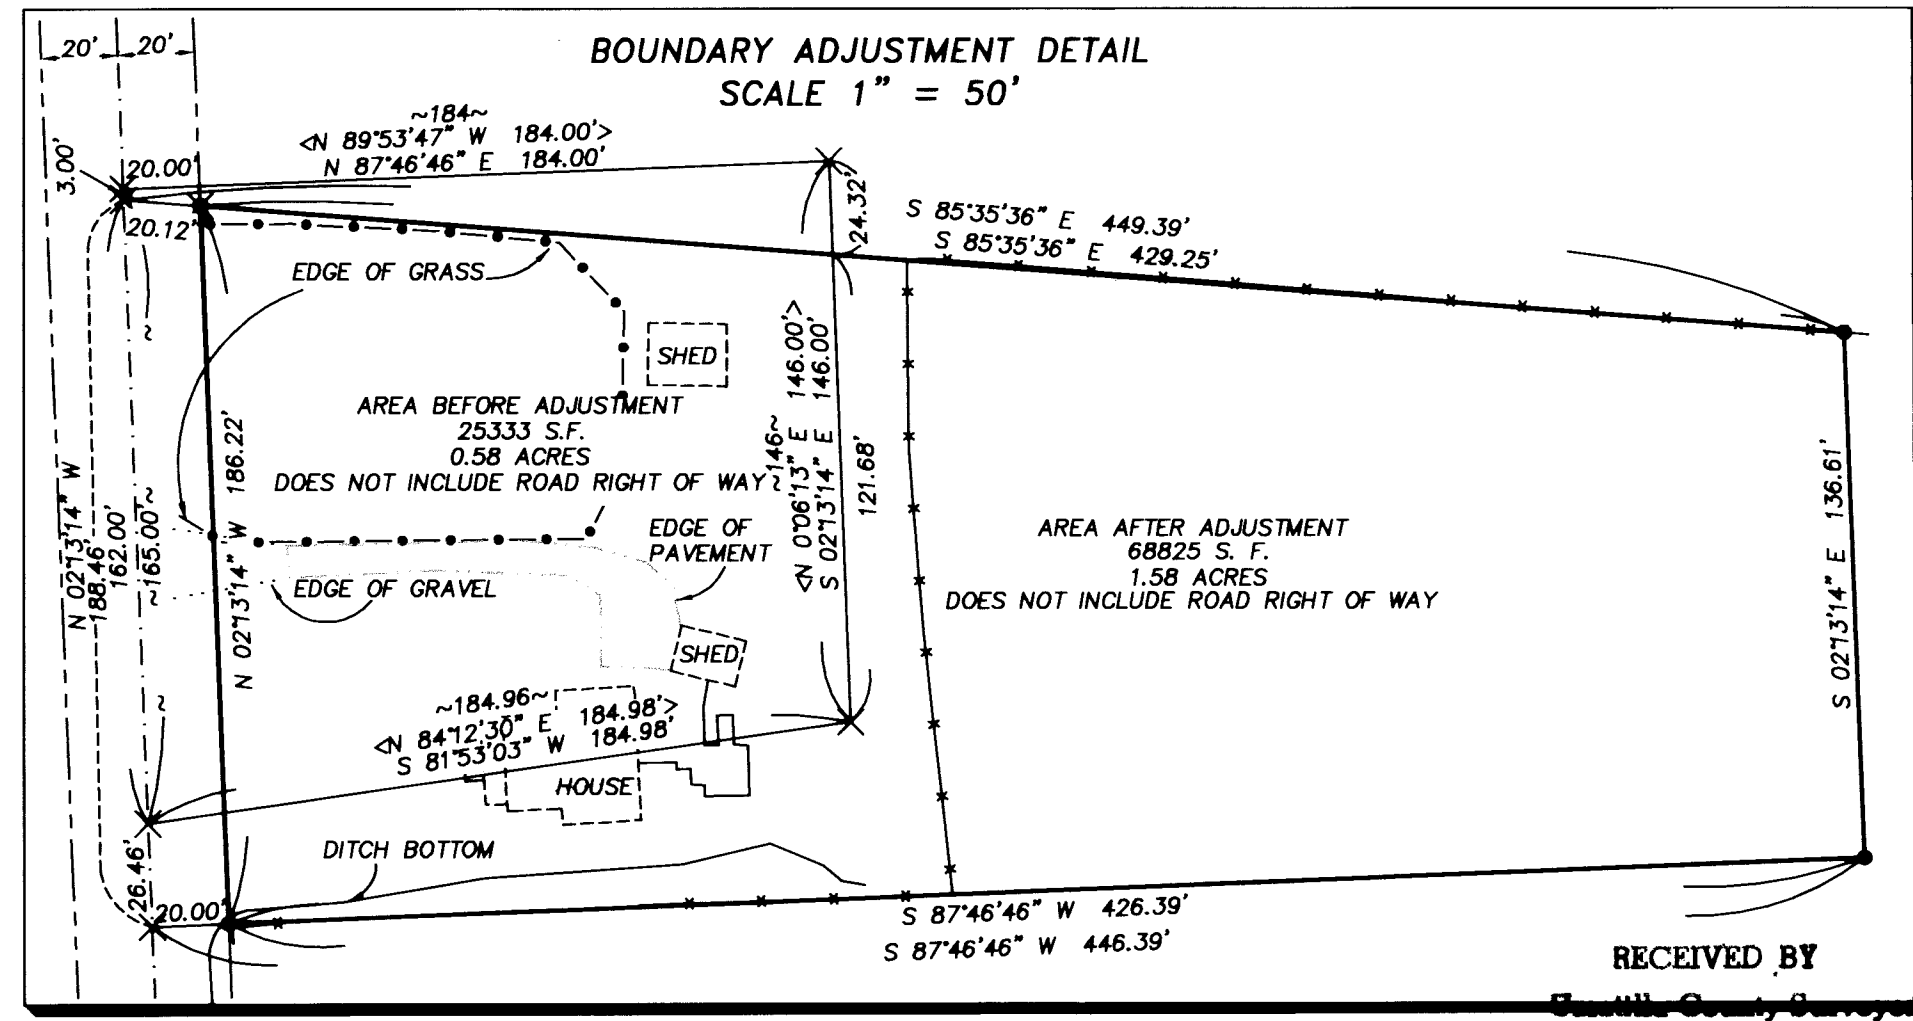 BOUNDARY ADJUSTMENT DETAIL
SCALE 1" = 50'
20'
20'
~184~
<N 89°53'47" W 184.00'>
N 87°46'46" E 184.00'
3.00'
20.00'
20.12'
24.32'
S 85°35'36" E 449.39'
S 85°35'36" E 429.25'
EDGE OF GRASS
SHED
AREA BEFORE ADJUSTMENT
25333 S.F.
0.58 ACRES
DOES NOT INCLUDE ROAD RIGHT OF WAY
~146~
<N 0°06'13" E 146.00'>
S 02°13'14" E 146.00'
121.68'
N 02°13'14" W
188.46'
162.00'
~165.00'~
N 02°13'14" W 186.22'
EDGE OF
PAVEMENT
EDGE OF GRAVEL
AREA AFTER ADJUSTMENT
68825 S. F.
1.58 ACRES
DOES NOT INCLUDE ROAD RIGHT OF WAY
S 02°13'14" E 136.61'
SHED
~184.96~
<N 84°12'30" E 184.98'>
S 81°53'03" W 184.98'
HOUSE
DITCH BOTTOM
26.46'
20.00'
S 87°46'46" W 426.39'
S 87°46'46" W 446.39'
RECEIVED BY
County Surveyor